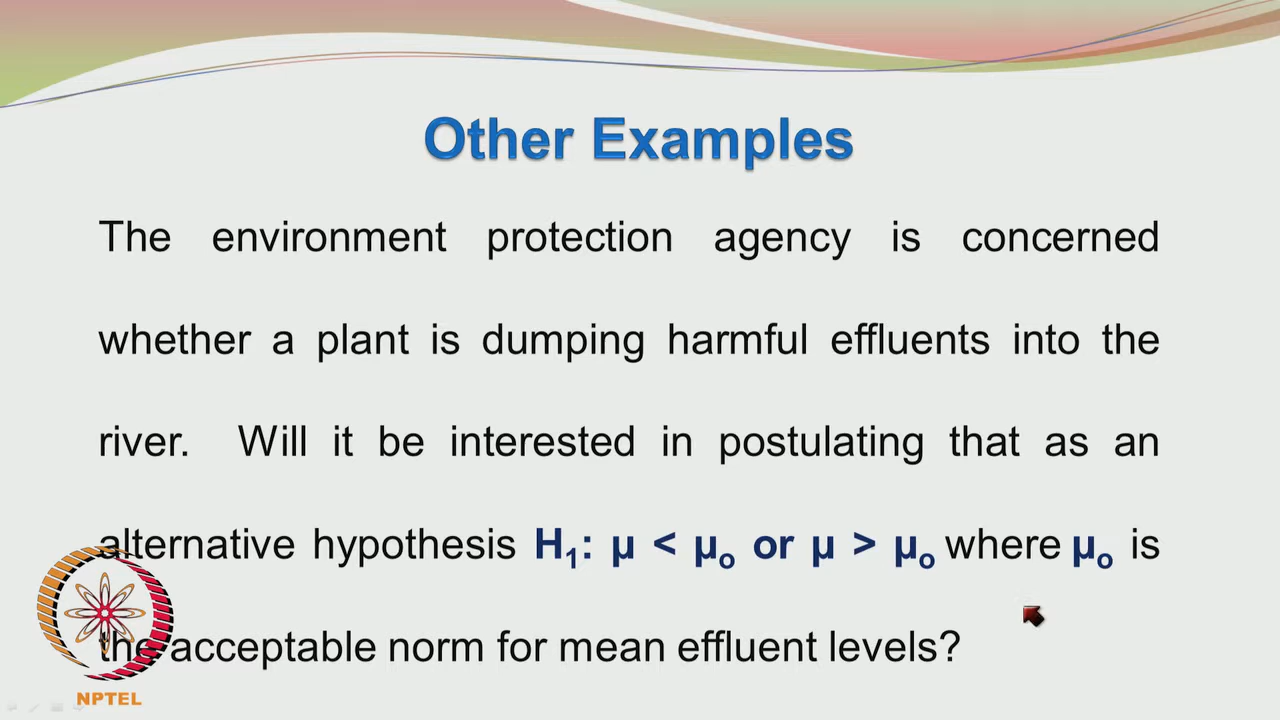 Other Examples
The environment protection agency is concerned
whether a plant is dumping harmful effluents into the
river. Will it be interested in postulating that as an
alternative hypothesis H₁: μ < μₒ or μ > μₒ where μₒ is
the acceptable norm for mean effluent levels?
NPTEL